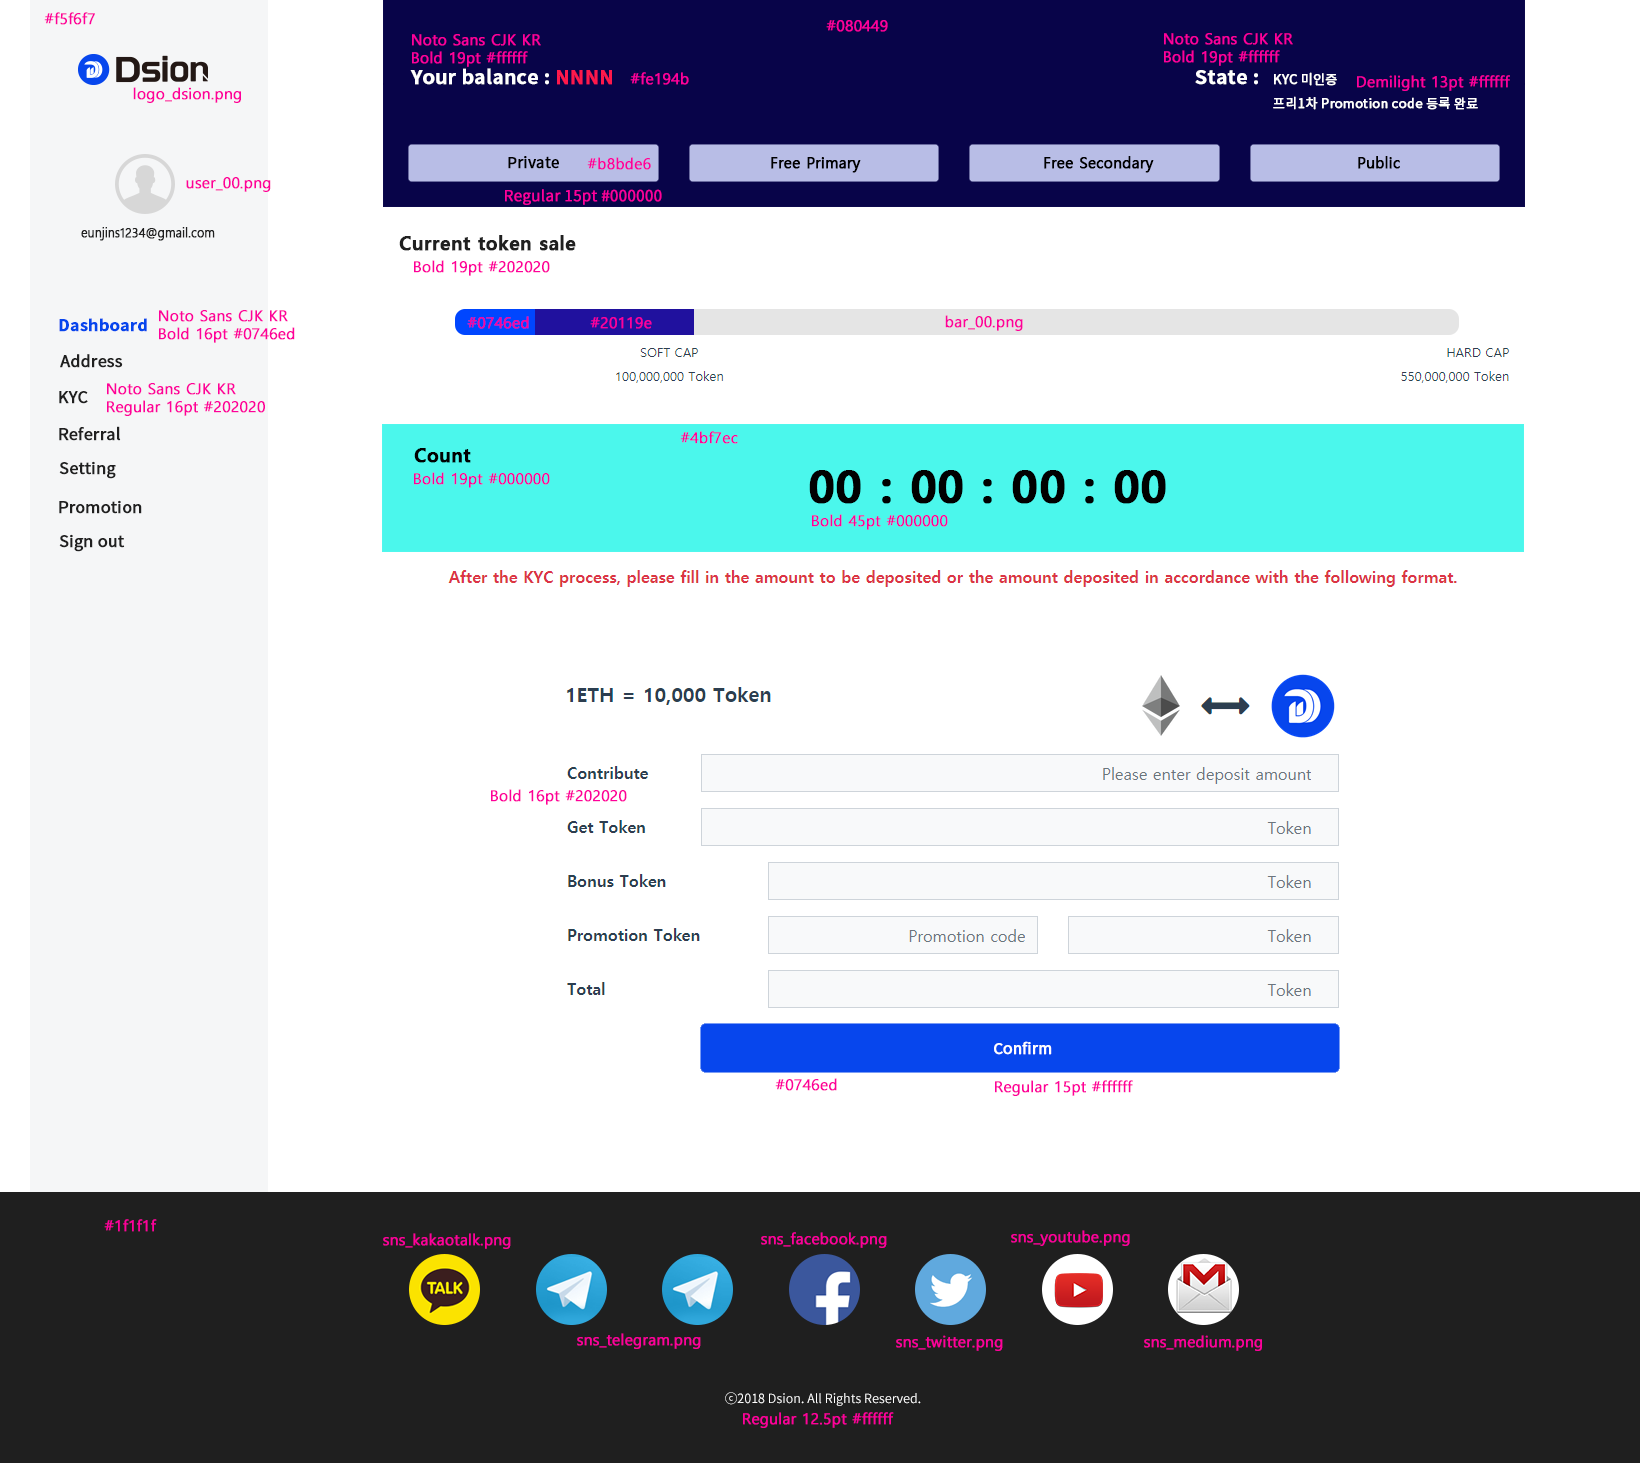 #f5f6f7
Dsion
logo_dsion.png
user_00.png
eunjins1234@gmail.com
Dashboard
Noto Sans CJK KR
Bold 16pt #0746ed
Address
KYC
Noto Sans CJK KR
Regular 16pt #202020
Referral
Setting
Promotion
Sign out
#080449
Noto Sans CJK KR
Bold 19pt #ffffff
Your balance : NNNN #fe194b
Noto Sans CJK KR
Bold 19pt #ffffff
State : KYC 미인증 Demilight 13pt #ffffff
프리1차 Promotion code 등록 완료
Private #b8bde6 Free Primary Free Secondary Public
Regular 15pt #000000
Current token sale
Bold 19pt #202020
#0746ed #20119e bar_00.png
SOFT CAP HARD CAP
100,000,000 Token 550,000,000 Token
#4bf7ec
Count
Bold 19pt #000000
00 : 00 : 00 : 00
Bold 45pt #000000
After the KYC process, please fill in the amount to be deposited or the amount deposited in accordance with the following format.
1ETH = 10,000 Token
Contribute Please enter deposit amount
Bold 16pt #202020
Get Token Token
Bonus Token Token
Promotion Token Promotion code Token
Total Token
Confirm
#0746ed Regular 15pt #ffffff
#1f1f1f
sns_kakaotalk.png sns_facebook.png sns_youtube.png
TALK
sns_telegram.png sns_twitter.png sns_medium.png
ⓒ2018 Dsion. All Rights Reserved.
Regular 12.5pt #ffffff